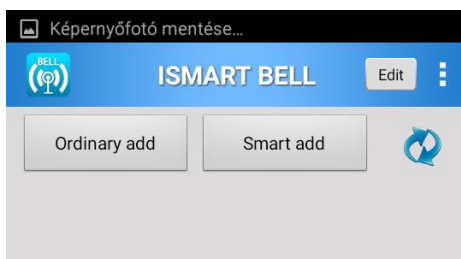 Képernyőfotó mentése...
BELL
ISMART BELL
Edit
Ordinary add
Smart add